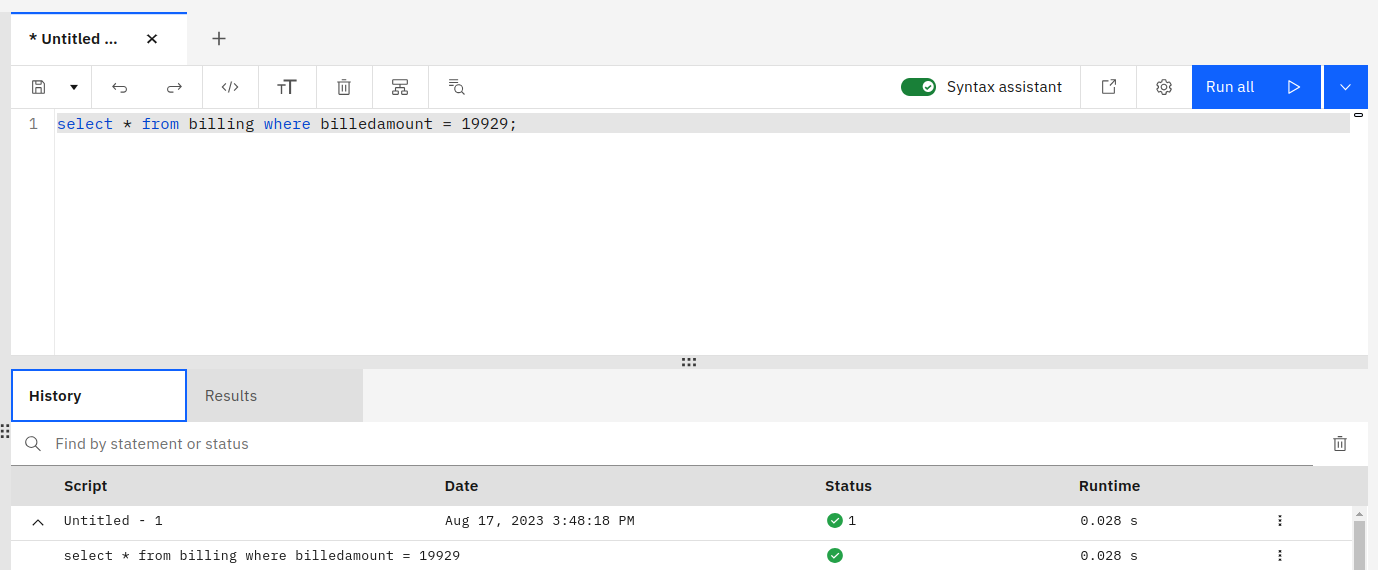 * Untitled ...
Syntax assistant
Run all
1 select * from billing where billedamount = 19929;
History Results
Find by statement or status
Script Date Status Runtime
Untitled - 1 Aug 17, 2023 3:48:18 PM 1 0.028 s
select * from billing where billedamount = 19929 0.028 s